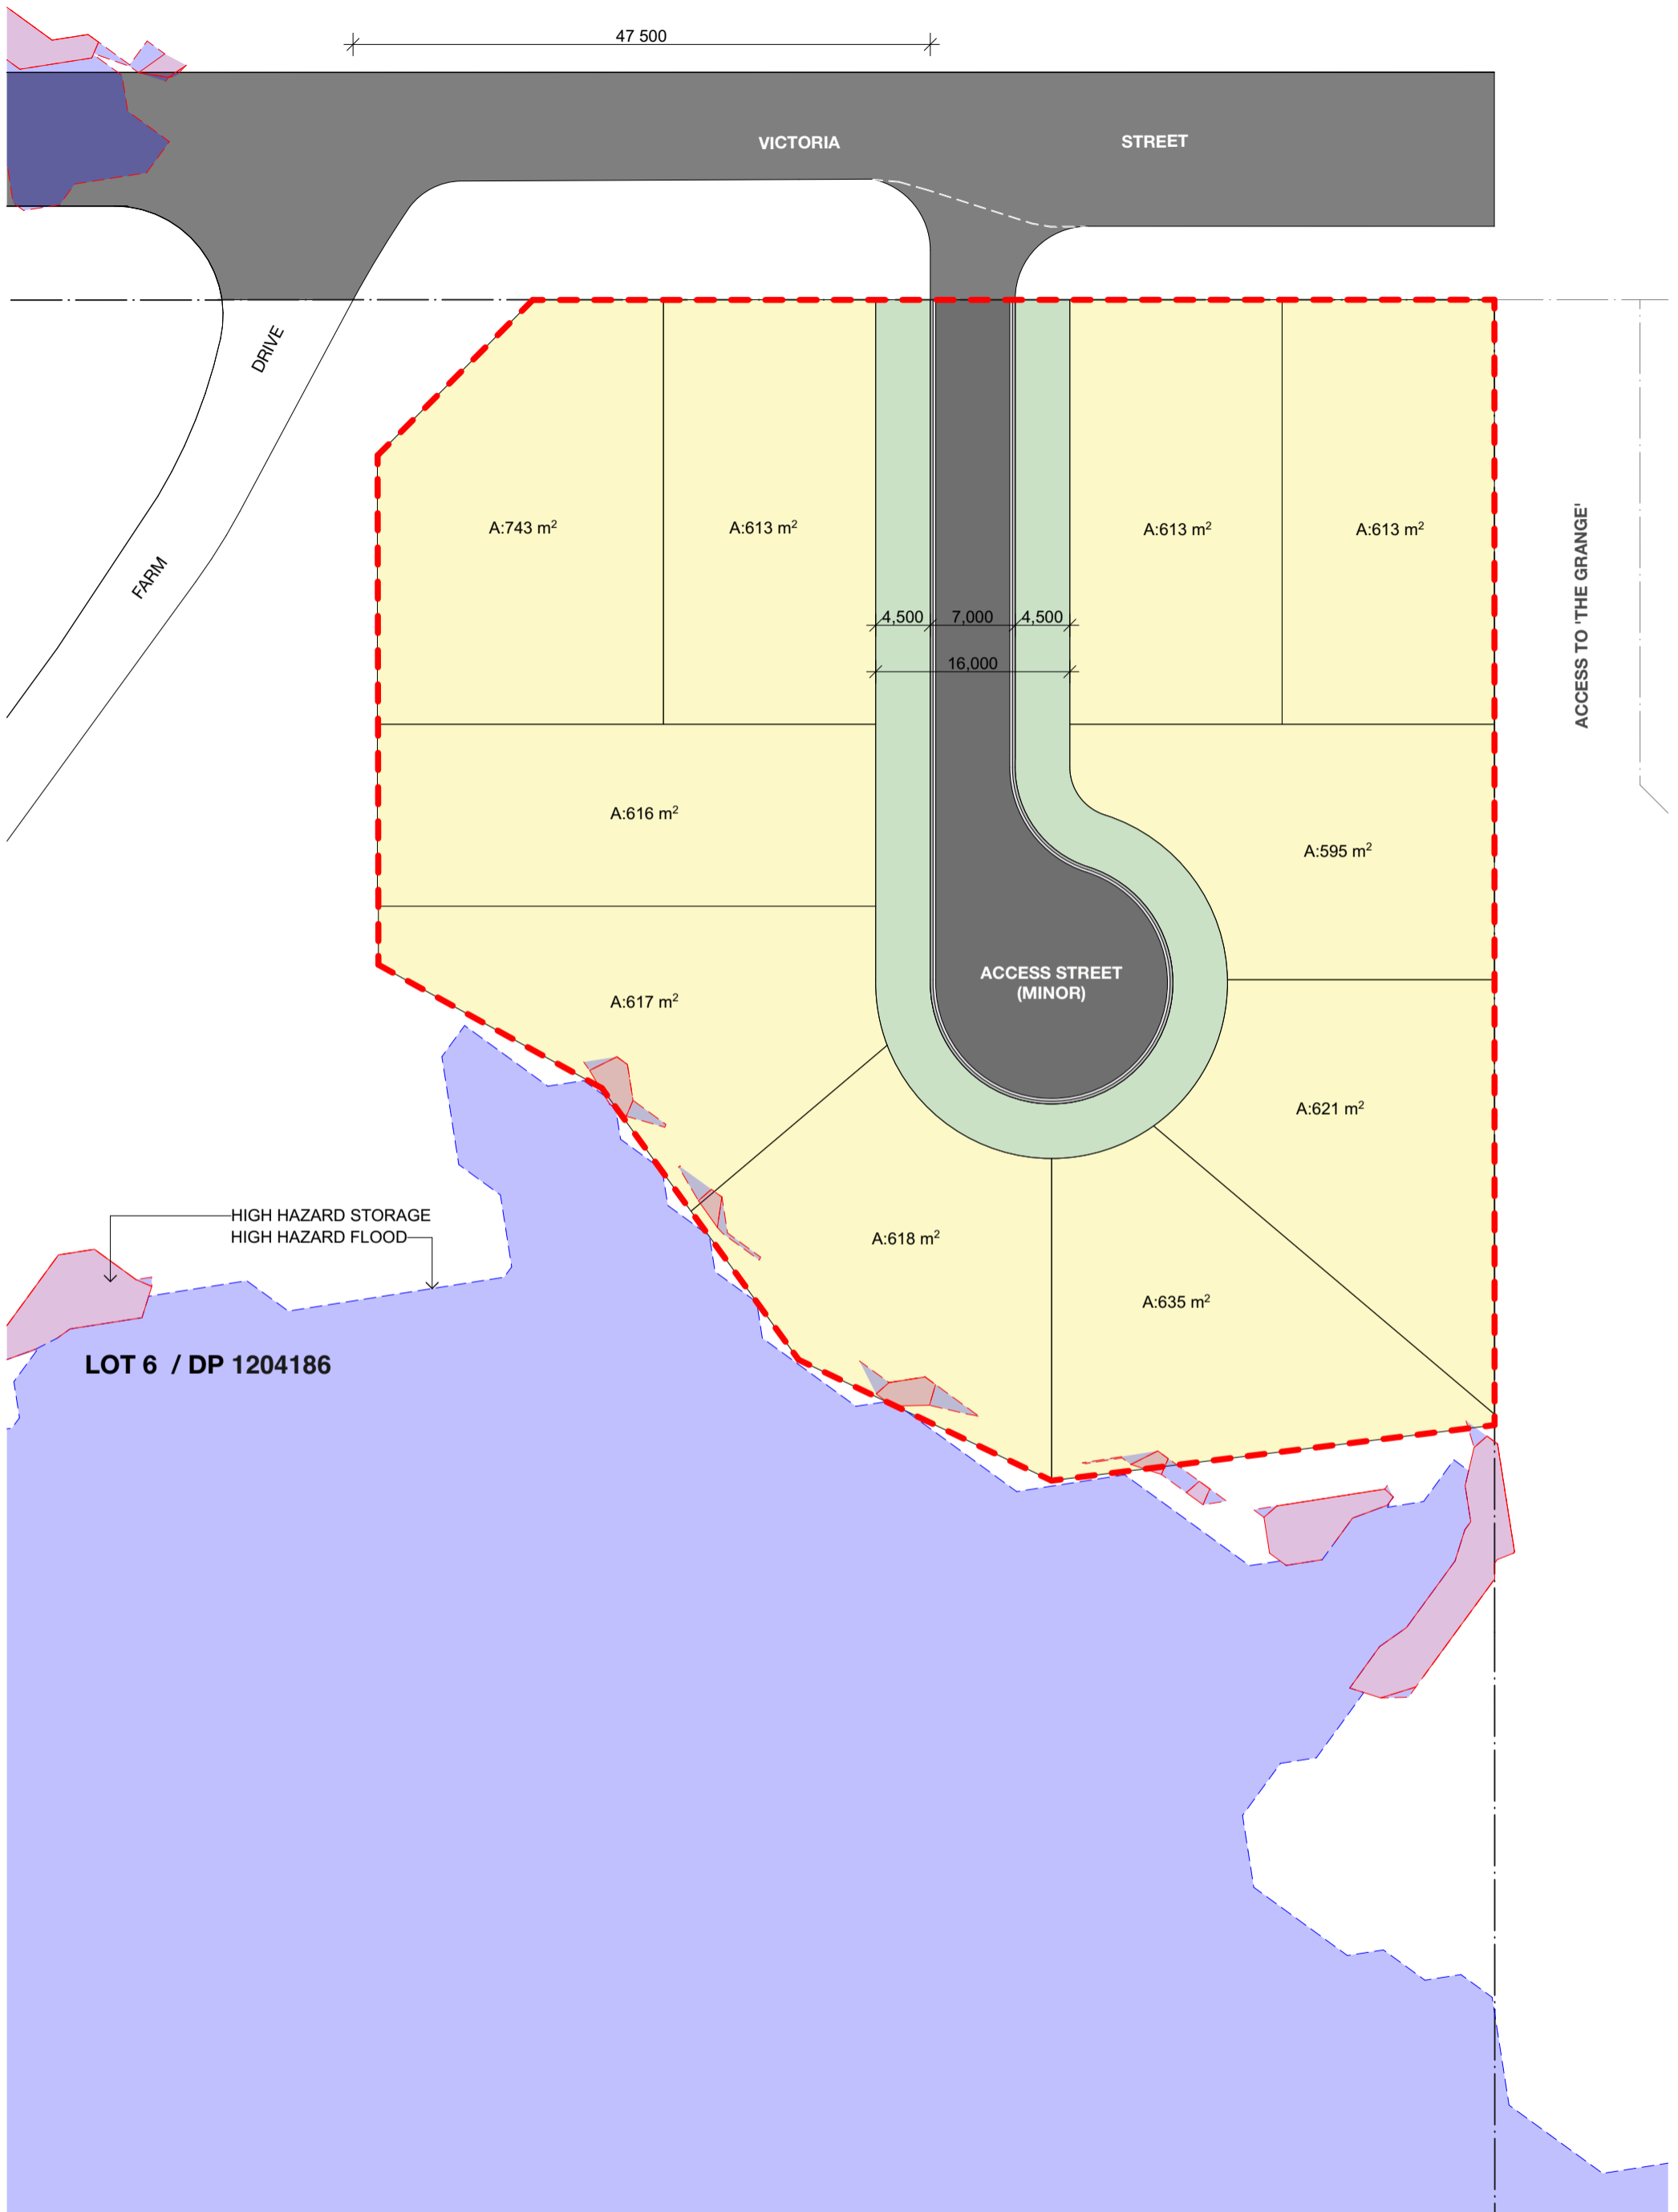 47 500
VICTORIA STREET
DRIVE
FARM
A:743 m²
A:613 m²
A:613 m²
A:613 m²
ACCESS TO 'THE GRANGE'
4,500 7,000 4,500
16,000
A:616 m²
A:595 m²
ACCESS STREET
(MINOR)
A:617 m²
A:621 m²
HIGH HAZARD STORAGE
HIGH HAZARD FLOOD
A:618 m²
A:635 m²
LOT 6 / DP 1204186